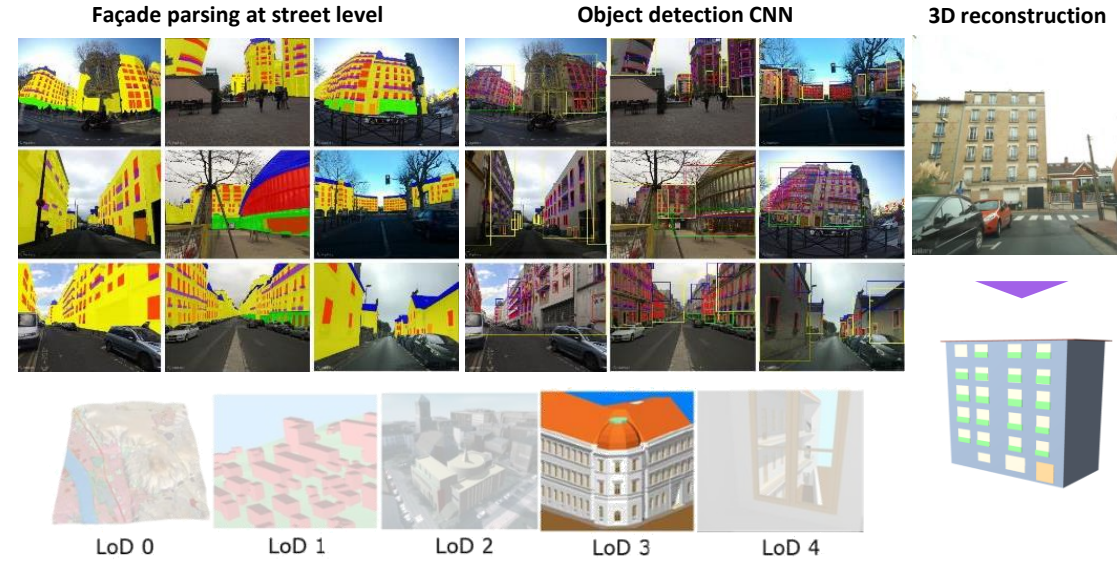 Façade parsing at street level
Object detection CNN
3D reconstruction
LoD 0
LoD 1
LoD 2
LoD 3
LoD 4